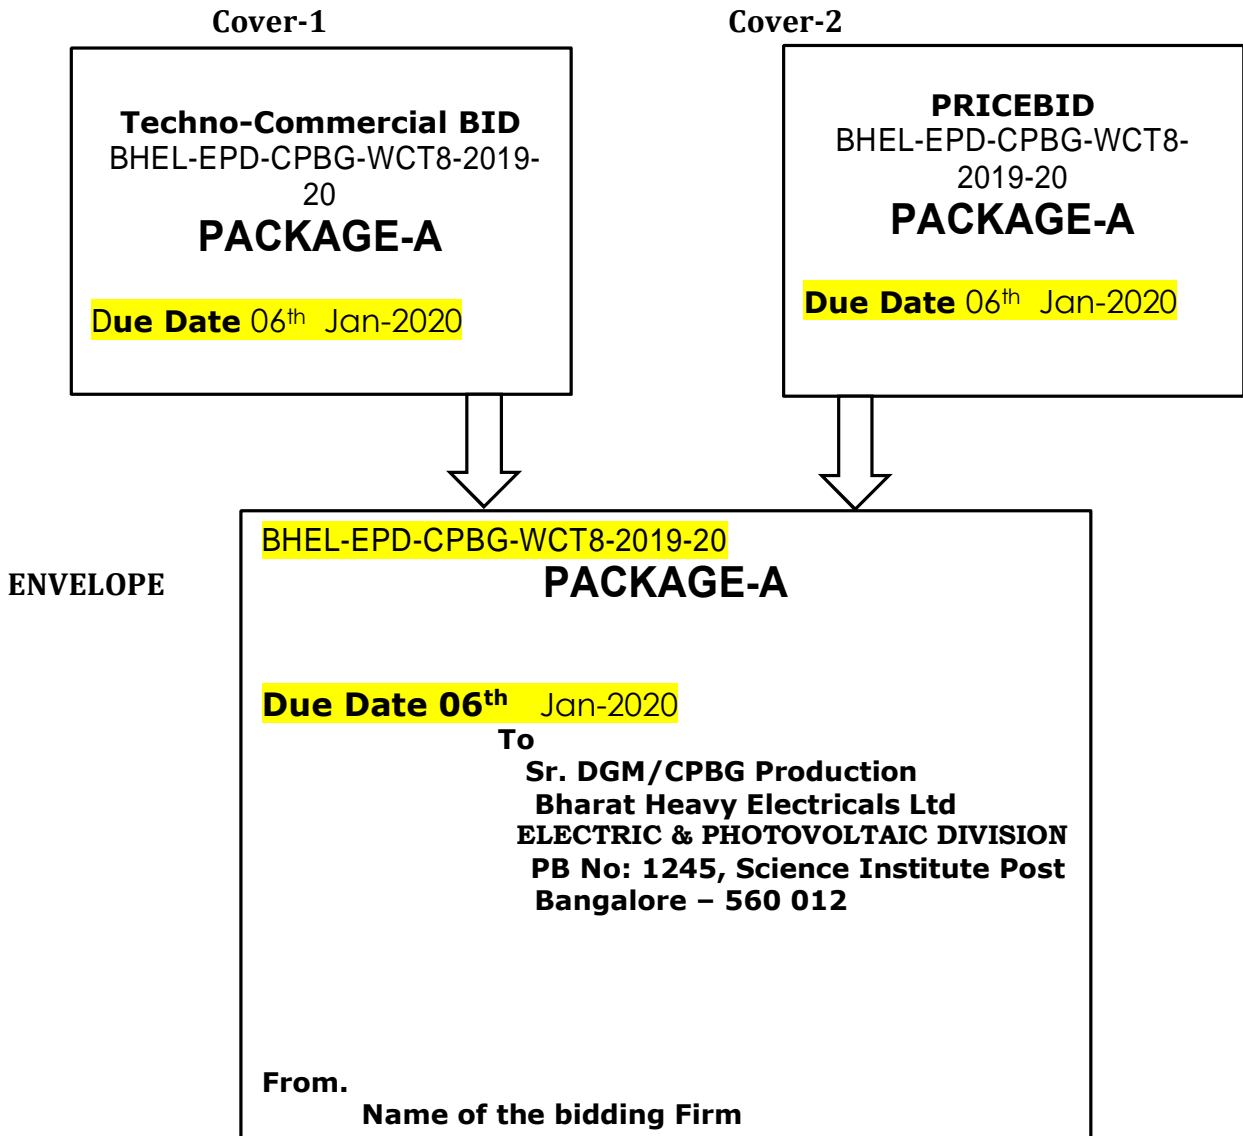 Cover-1
Cover-2
Techno-Commercial BID
BHEL-EPD-CPBG-WCT8-2019-
20
PACKAGE-A
Due Date 06th Jan-2020
PRICEBID
BHEL-EPD-CPBG-WCT8-
2019-20
PACKAGE-A
Due Date 06th Jan-2020
ENVELOPE
BHEL-EPD-CPBG-WCT8-2019-20
PACKAGE-A
Due Date 06th Jan-2020
To
Sr. DGM/CPBG Production
Bharat Heavy Electricals Ltd
ELECTRIC & PHOTOVOLTAIC DIVISION
PB No: 1245, Science Institute Post
Bangalore – 560 012
From.
Name of the bidding Firm